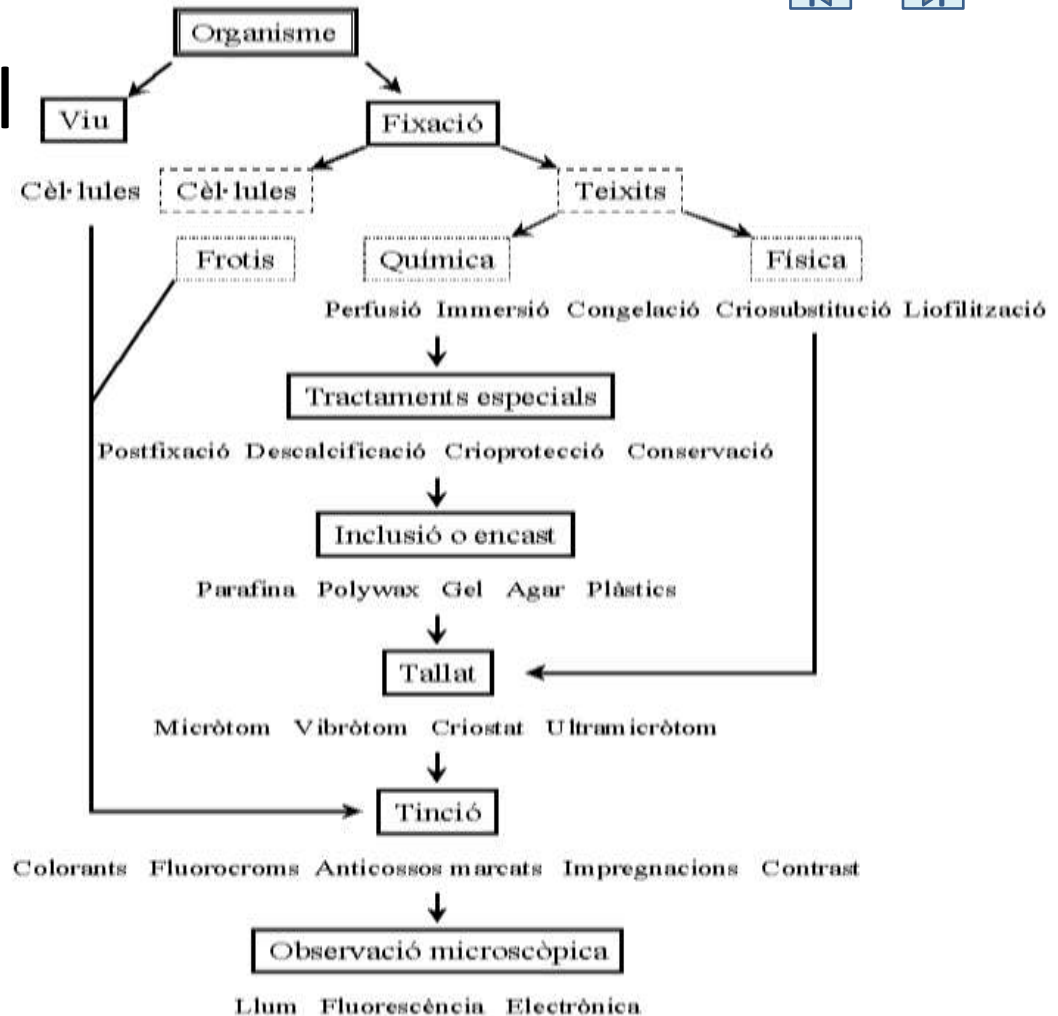 Organisme
Viu
Fixació
Cèl·lules Cèl·lules Teixits
Frotis Química Física
Perfusió Immersió Congelació Criosubstitució Liofilització
Tractaments especials
Postfixació Descalcificació Crioprotecció Conservació
Inclusió o encast
Parafina Polywax Gel Agar Plàstics
Tallat
Micròtom Vibròtom Criostat Ultramicròtom
Tinció
Colorants Fluorocroms Anticossos marcats Impregnacions Contrast
Observació microscòpica
Llum Fluorescència Electrònica